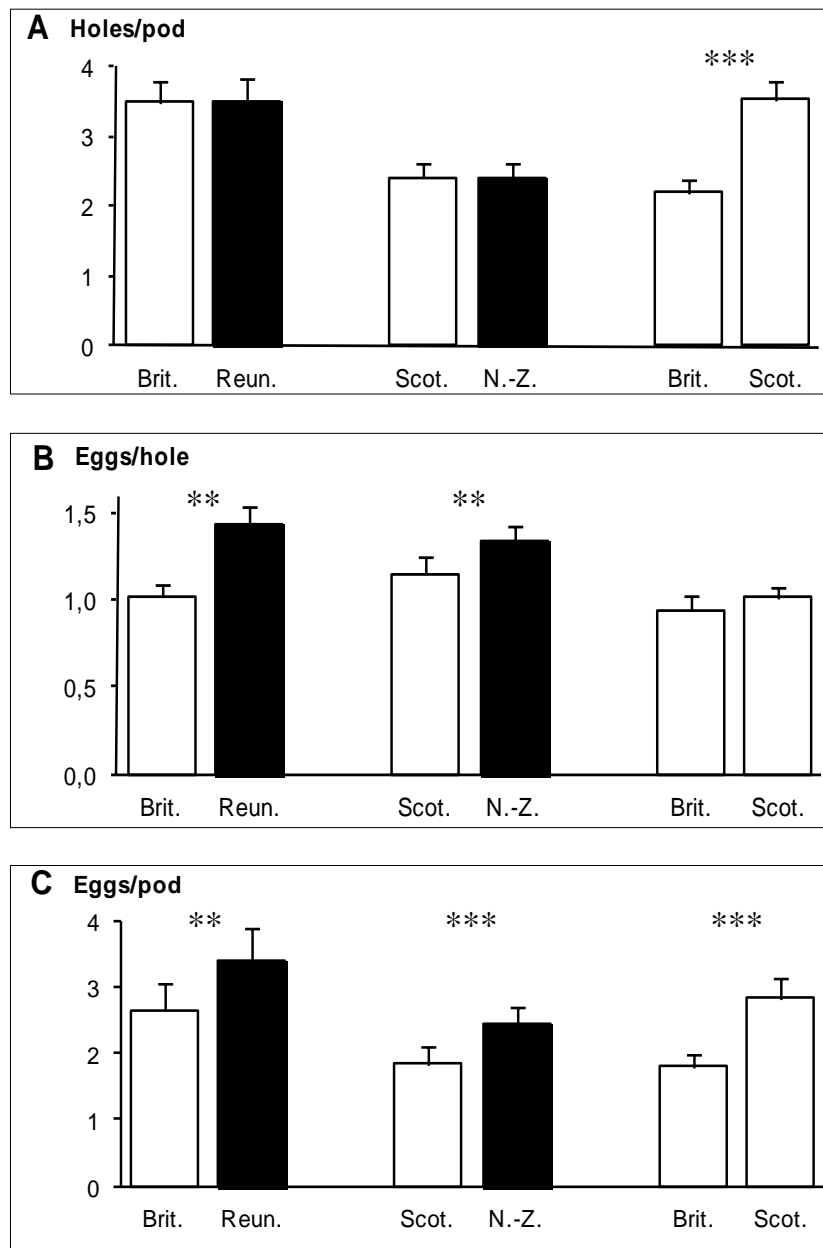 A Holes/pod
4
***
3
2
1
0
Brit. Reun. Scot. N.-Z. Brit. Scot.
B Eggs/hole
** **
1,5
1,0
0,5
0,0
Brit. Reun. Scot. N.-Z. Brit. Scot.
C Eggs/pod
4
** *** ***
3
2
1
0
Brit. Reun. Scot. N.-Z. Brit. Scot.